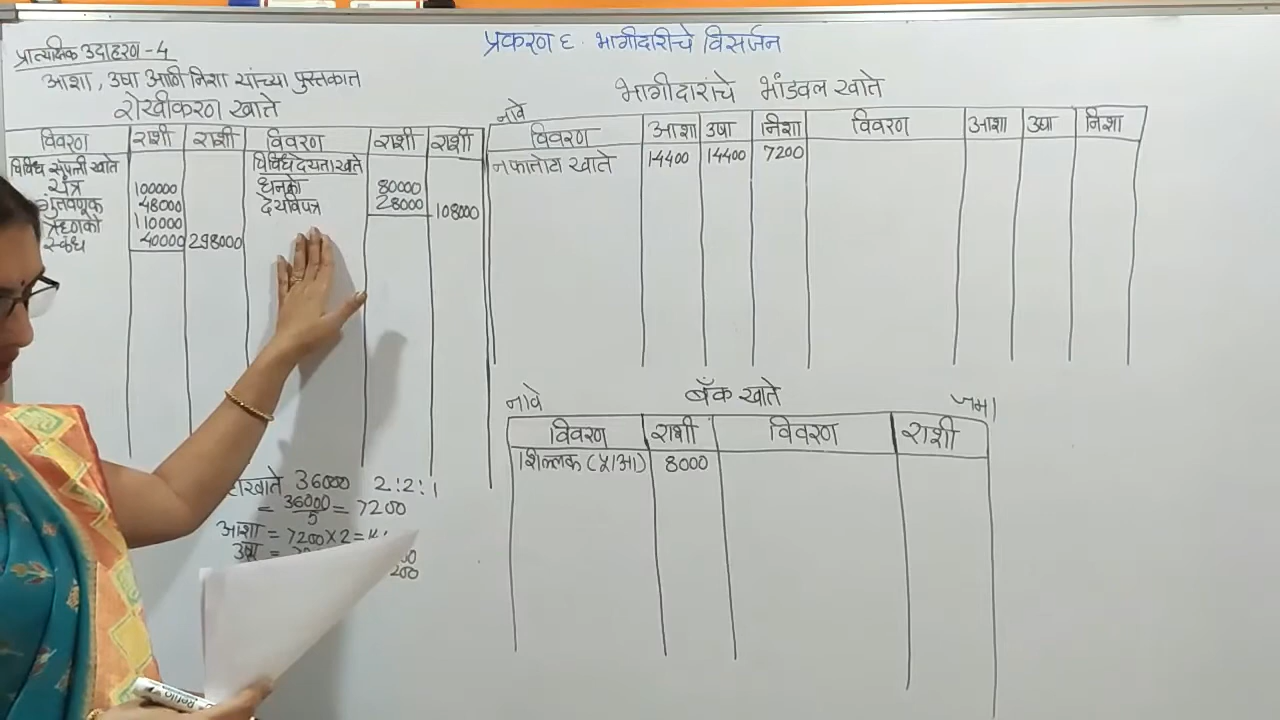 प्रकरण ६. भागीदारीचे विसर्जन
प्रात्यक्षिक उदाहरण - 4
आशा, उषा आणि निशा यांच्या पुस्तकात
रोखीकरण खाते
विवरण राशी राशी विवरण राशी राशी
विविध संपत्ती खाते विविध देयता खाते
यंत्र 100000 धनको 80000
गुंतवणूक 48000 देयविपत्र 28000 108000
ऋणको 110000
स्कंध 40000 298000
36000 2:2:1
= 36000/5 = 7200
आशा = 7200 × 2 =
उषा =
200
भागीदारांचे भांडवल खाते
नावे
विवरण आशा उषा निशा विवरण आशा उषा निशा
नफातोटा खाते 14400 14400 7200
बँक खाते
नावे जमा
विवरण राशी विवरण राशी
शिल्लक (पु/आ) 8000